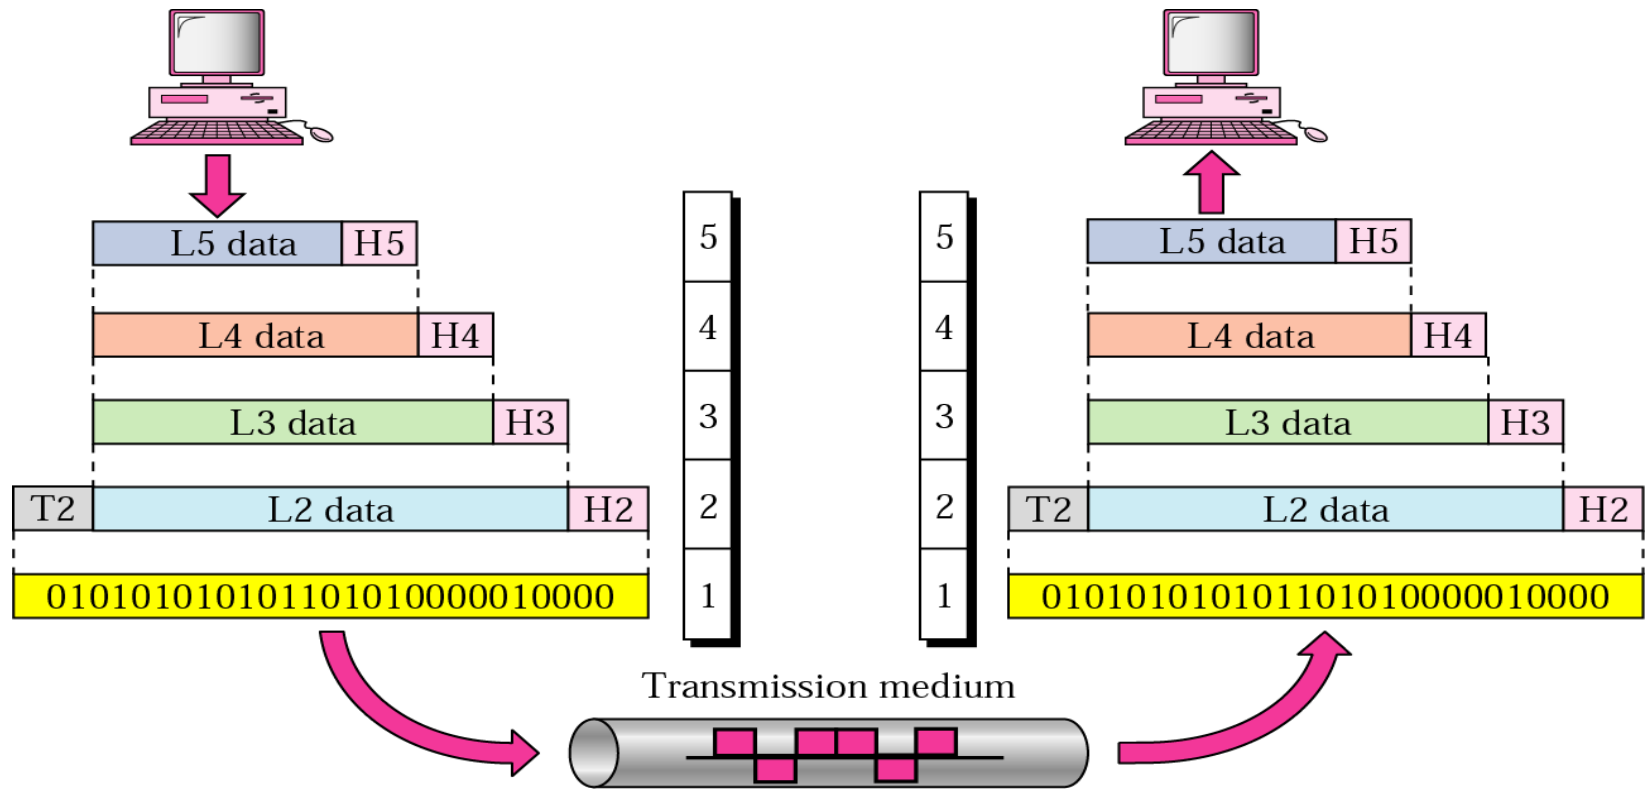 L5 data H5 5 5 L5 data H5
L4 data H4 4 4 L4 data H4
L3 data H3 3 3 L3 data H3
T2 L2 data H2 2 2 T2 L2 data H2
010101010101101010000010000 1 1 010101010101101010000010000
Transmission medium